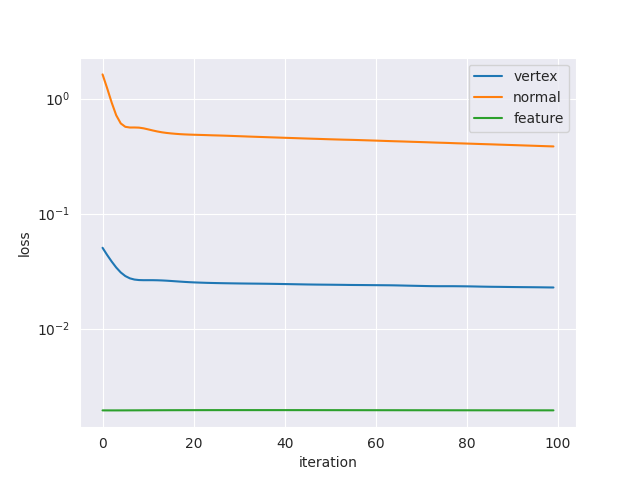 vertex
normal
feature
10⁰
10⁻¹
10⁻²
loss
0 20 40 60 80 100
iteration